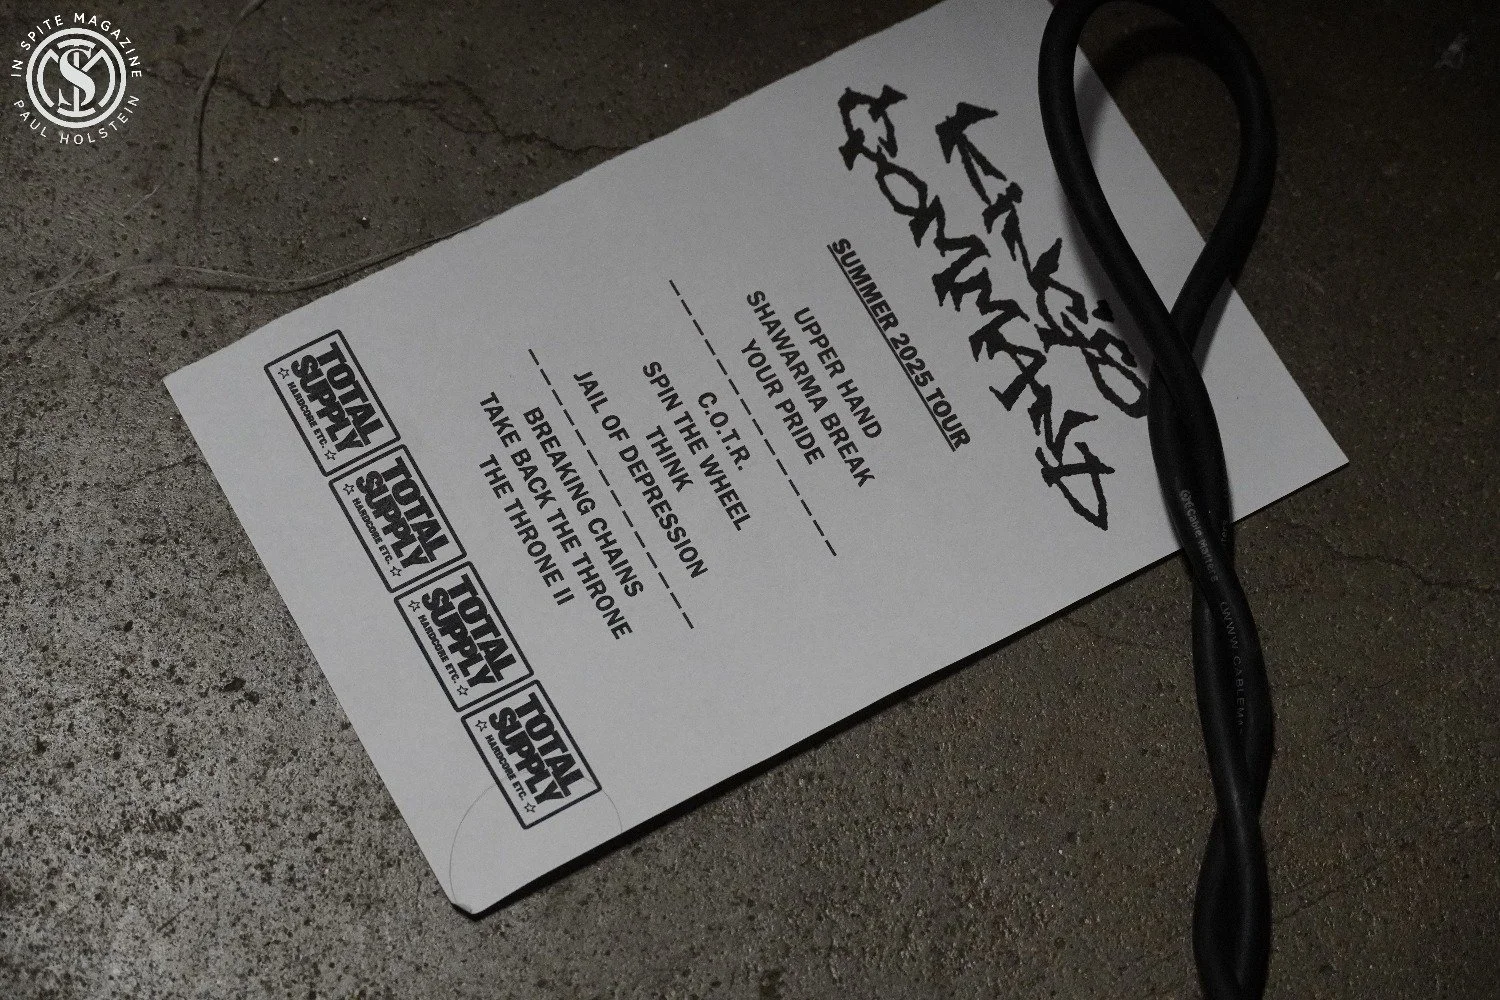 IN SPITE MAGAZINE
PAUL HOLSTEIN
KING'S
COMMAND
SUMMER 2025 TOUR
UPPER HAND
SHAWARMA BREAK
YOUR PRIDE
C.O.T.R.
SPIN THE WHEEL
THINK
JAIL OF DEPRESSION
BREAKING CHAINS
TAKE BACK THE THRONE
THE THRONE II
TOTAL
SUPPLY
HARDCORE ETC.
TOTAL
SUPPLY
HARDCORE ETC.
TOTAL
SUPPLY
HARDCORE ETC.
TOTAL
SUPPLY
HARDCORE ETC.